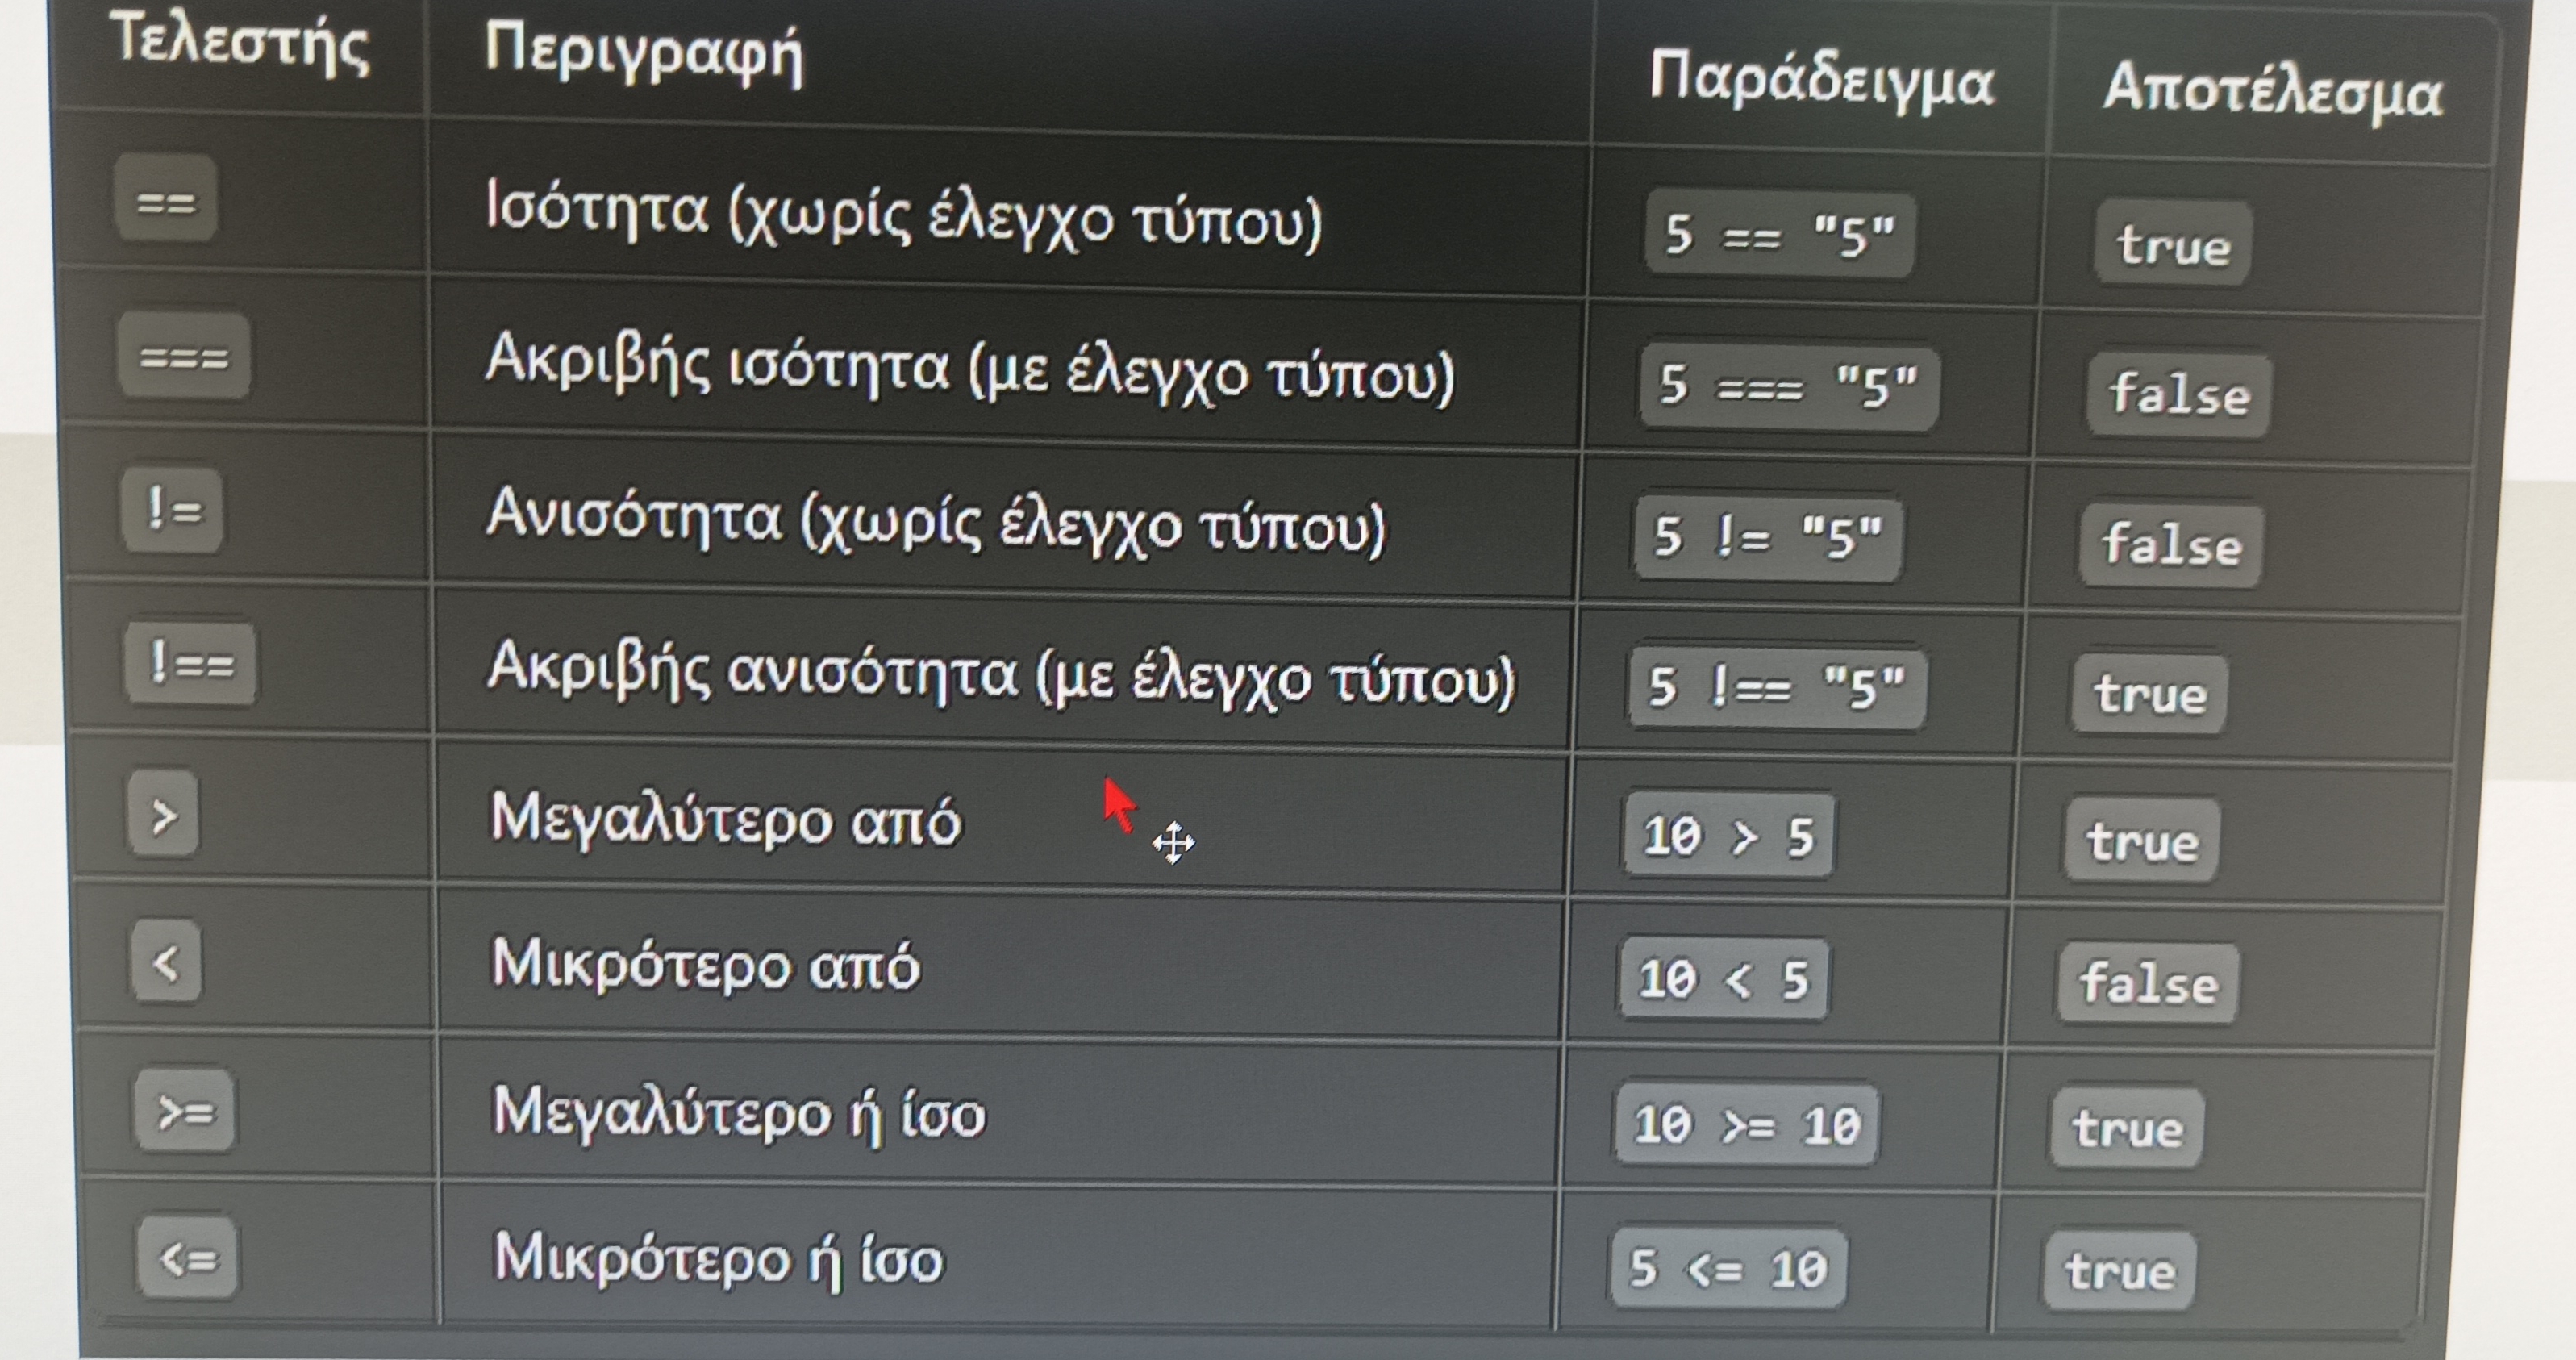 Τελεστής Περιγραφή Παράδειγμα Αποτέλεσμα
== Ισότητα (χωρίς έλεγχο τύπου) 5 == "5" true
=== Ακριβής ισότητα (με έλεγχο τύπου) 5 === "5" false
!= Ανισότητα (χωρίς έλεγχο τύπου) 5 != "5" false
!== Ακριβής ανισότητα (με έλεγχο τύπου) 5 !== "5" true
> Μεγαλύτερο από 10 > 5 true
< Μικρότερο από 10 < 5 false
>= Μεγαλύτερο ή ίσο 10 >= 10 true
<= Μικρότερο ή ίσο 5 <= 10 true